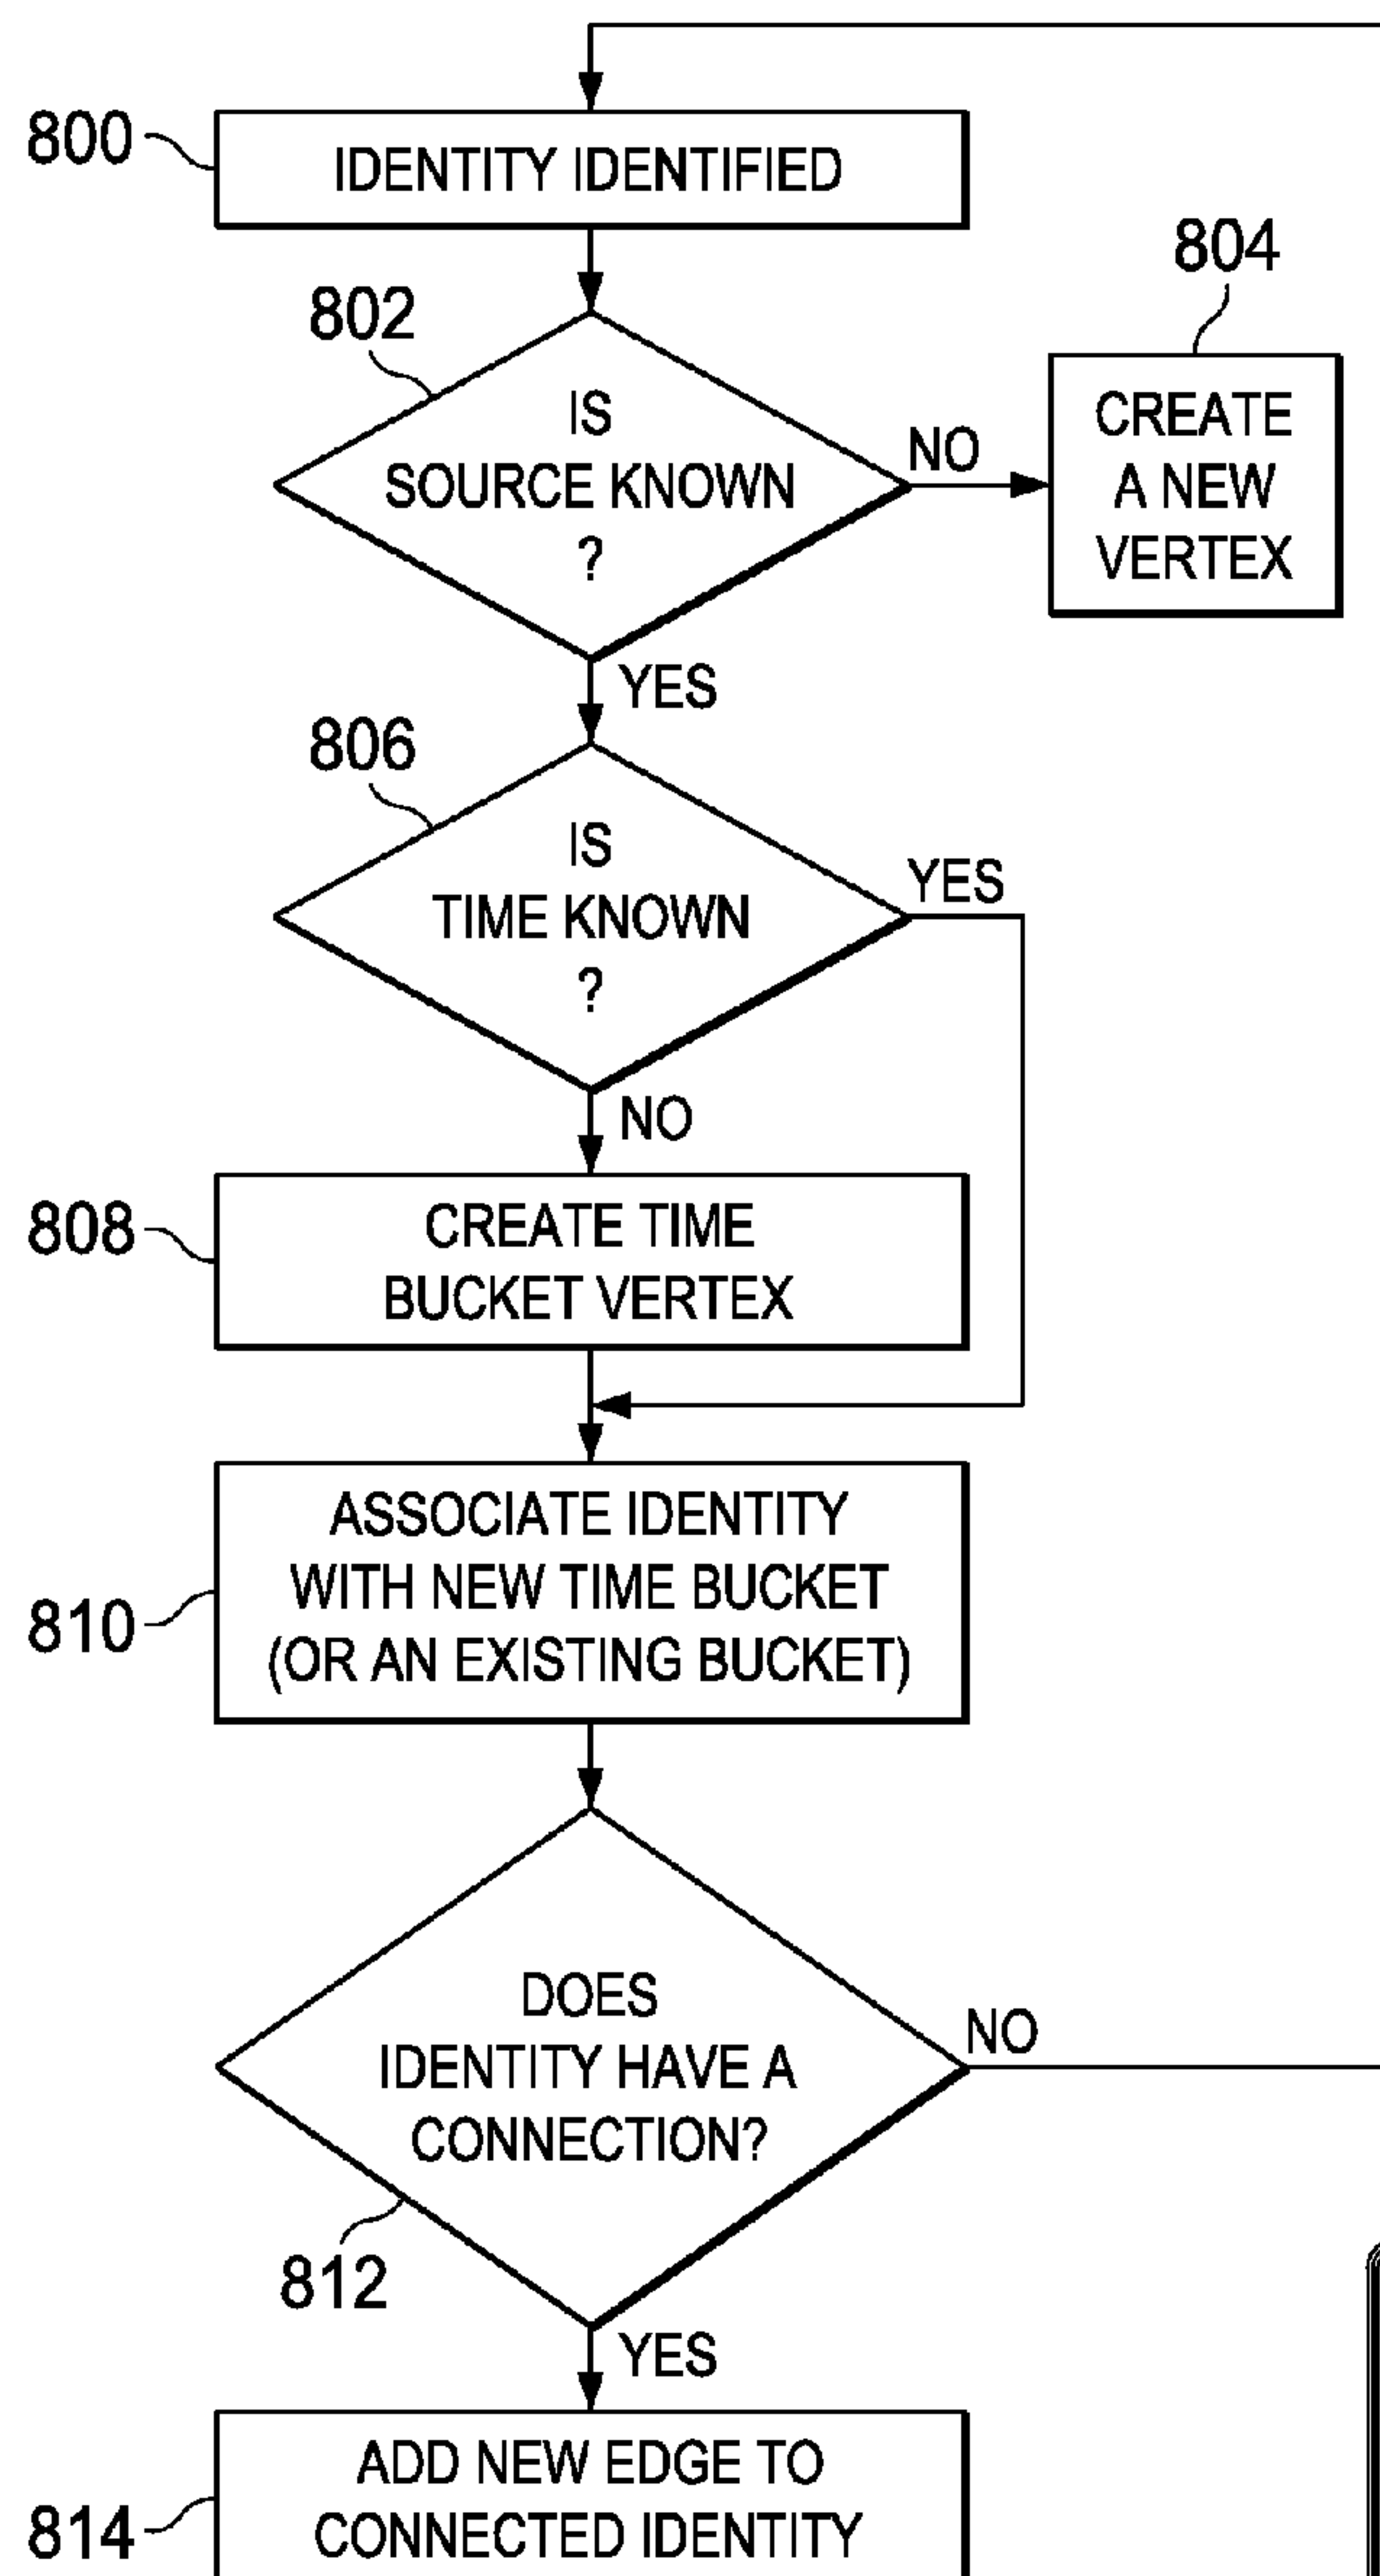 800
IDENTITY IDENTIFIED
804
802
IS
SOURCE KNOWN
?
NO
CREATE
A NEW
VERTEX
YES
806
IS
TIME KNOWN
?
YES
NO
808
CREATE TIME
BUCKET VERTEX
810
ASSOCIATE IDENTITY
WITH NEW TIME BUCKET
(OR AN EXISTING BUCKET)
DOES
IDENTITY HAVE A
CONNECTION?
NO
812
YES
814
ADD NEW EDGE TO
CONNECTED IDENTITY